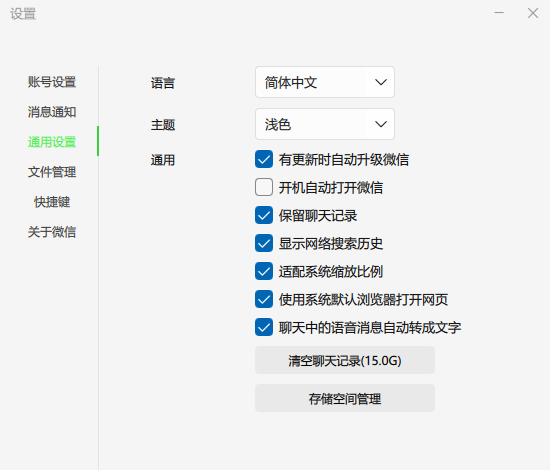 设置
账号设置
消息通知
通用设置
文件管理
快捷键
关于微信
语言
简体中文
主题
浅色
通用
有更新时自动升级微信
开机自动打开微信
保留聊天记录
显示网络搜索历史
适配系统缩放比例
使用系统默认浏览器打开网页
聊天中的语音消息自动转成文字
清空聊天记录(15.0G)
存储空间管理